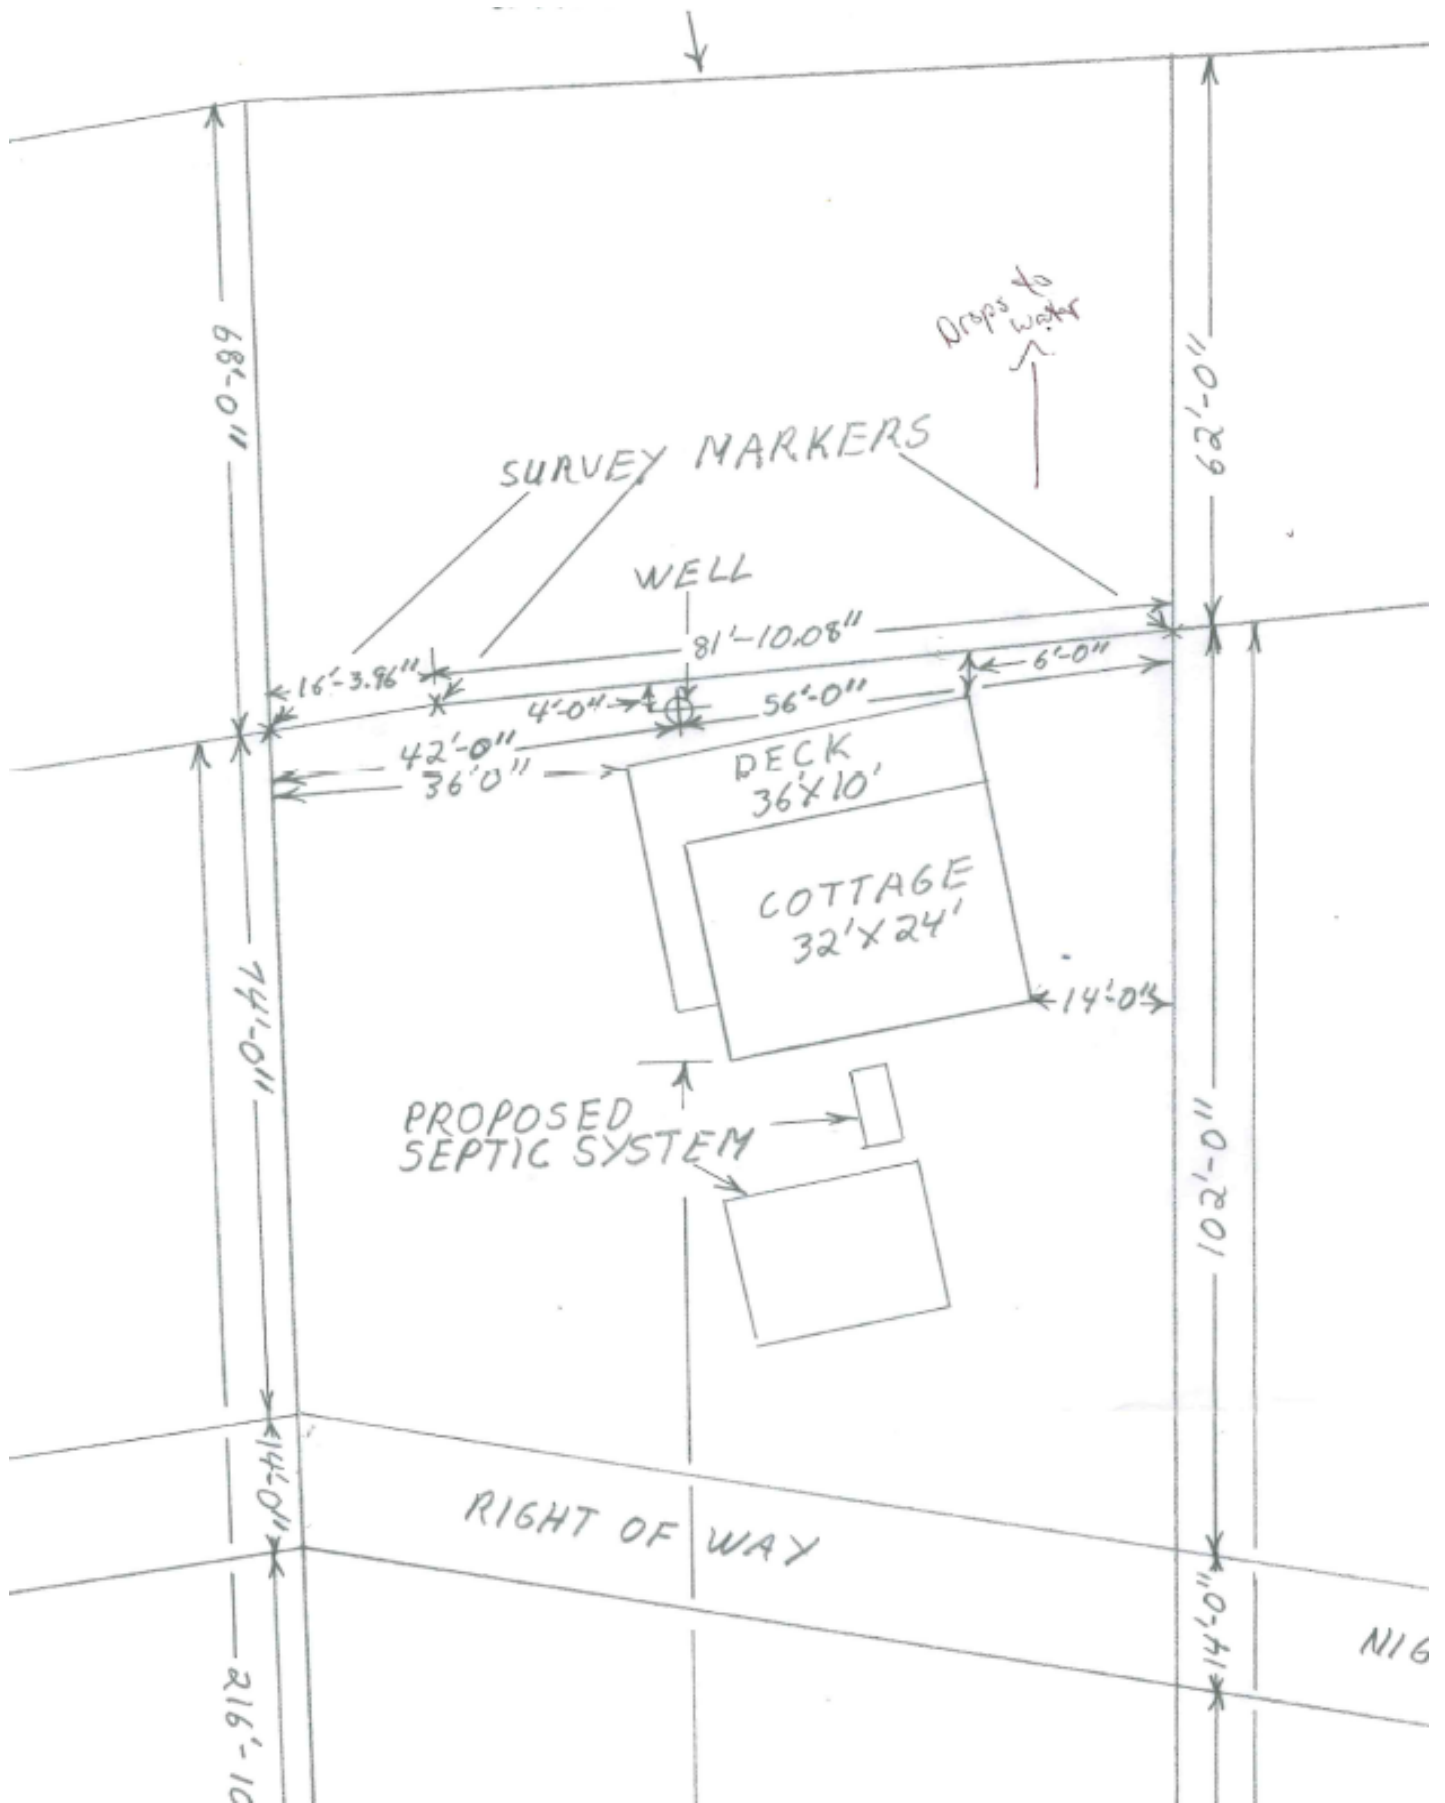 68'-0"
Drops to
water
62'-0"
SURVEY MARKERS
WELL
81'-10.08"
16'-3.96"
6'-0"
4'-0"
56'-0"
42'-0"
36'0"
DECK
36'X10'
COTTAGE
32'X24'
14'-0"
74'-0"
PROPOSED
SEPTIC SYSTEM
102'-0"
14'-0"
RIGHT OF WAY
14'-0"
NIG
216'-10